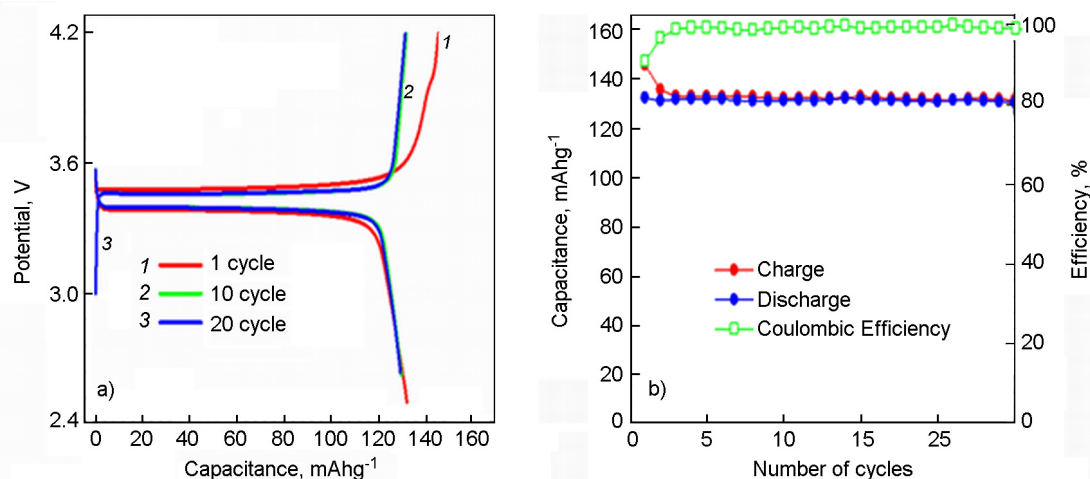 4.2
3.6
3.0
2.4
Potential, V
1
2
3
1 1 cycle
2 10 cycle
3 20 cycle
a)
0 20 40 60 80 100 120 140 160
Capacitance, mAhg-1
160
140
120
100
80
60
40
20
0
Capacitance, mAhg-1
Charge
Discharge
Coulombic Efficiency
b)
0 5 10 15 25
Number of cycles
100
80
60
40
20
0
Efficiency, %